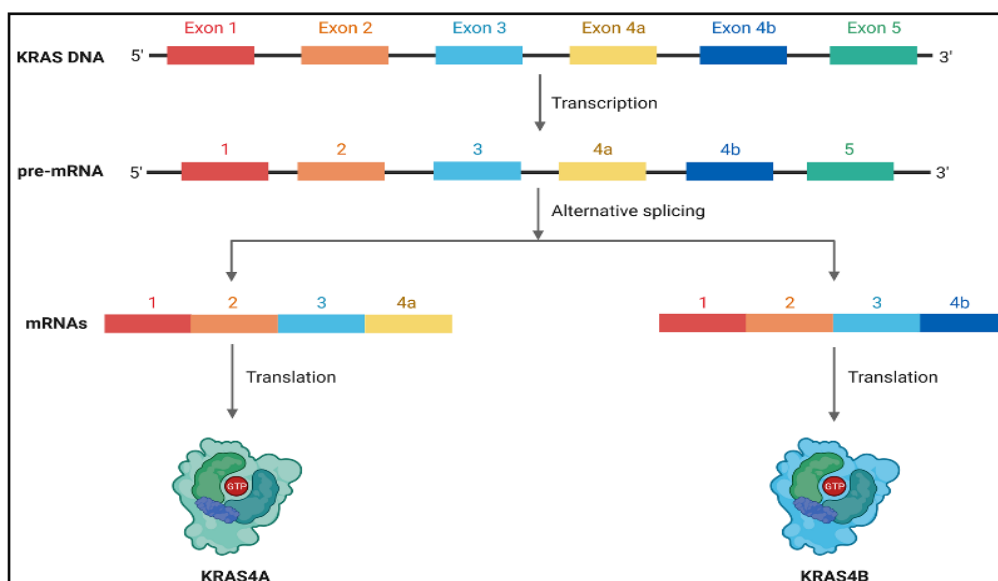 Exon 1 Exon 2 Exon 3 Exon 4a Exon 4b Exon 5
KRAS DNA 5' 3'
Transcription
1 2 3 4a 4b 5
pre-mRNA 5' 3'
Alternative splicing
1 2 3 4a 1 2 3 4b
mRNAs
Translation Translation
GTP GTP
KRAS4A KRAS4B